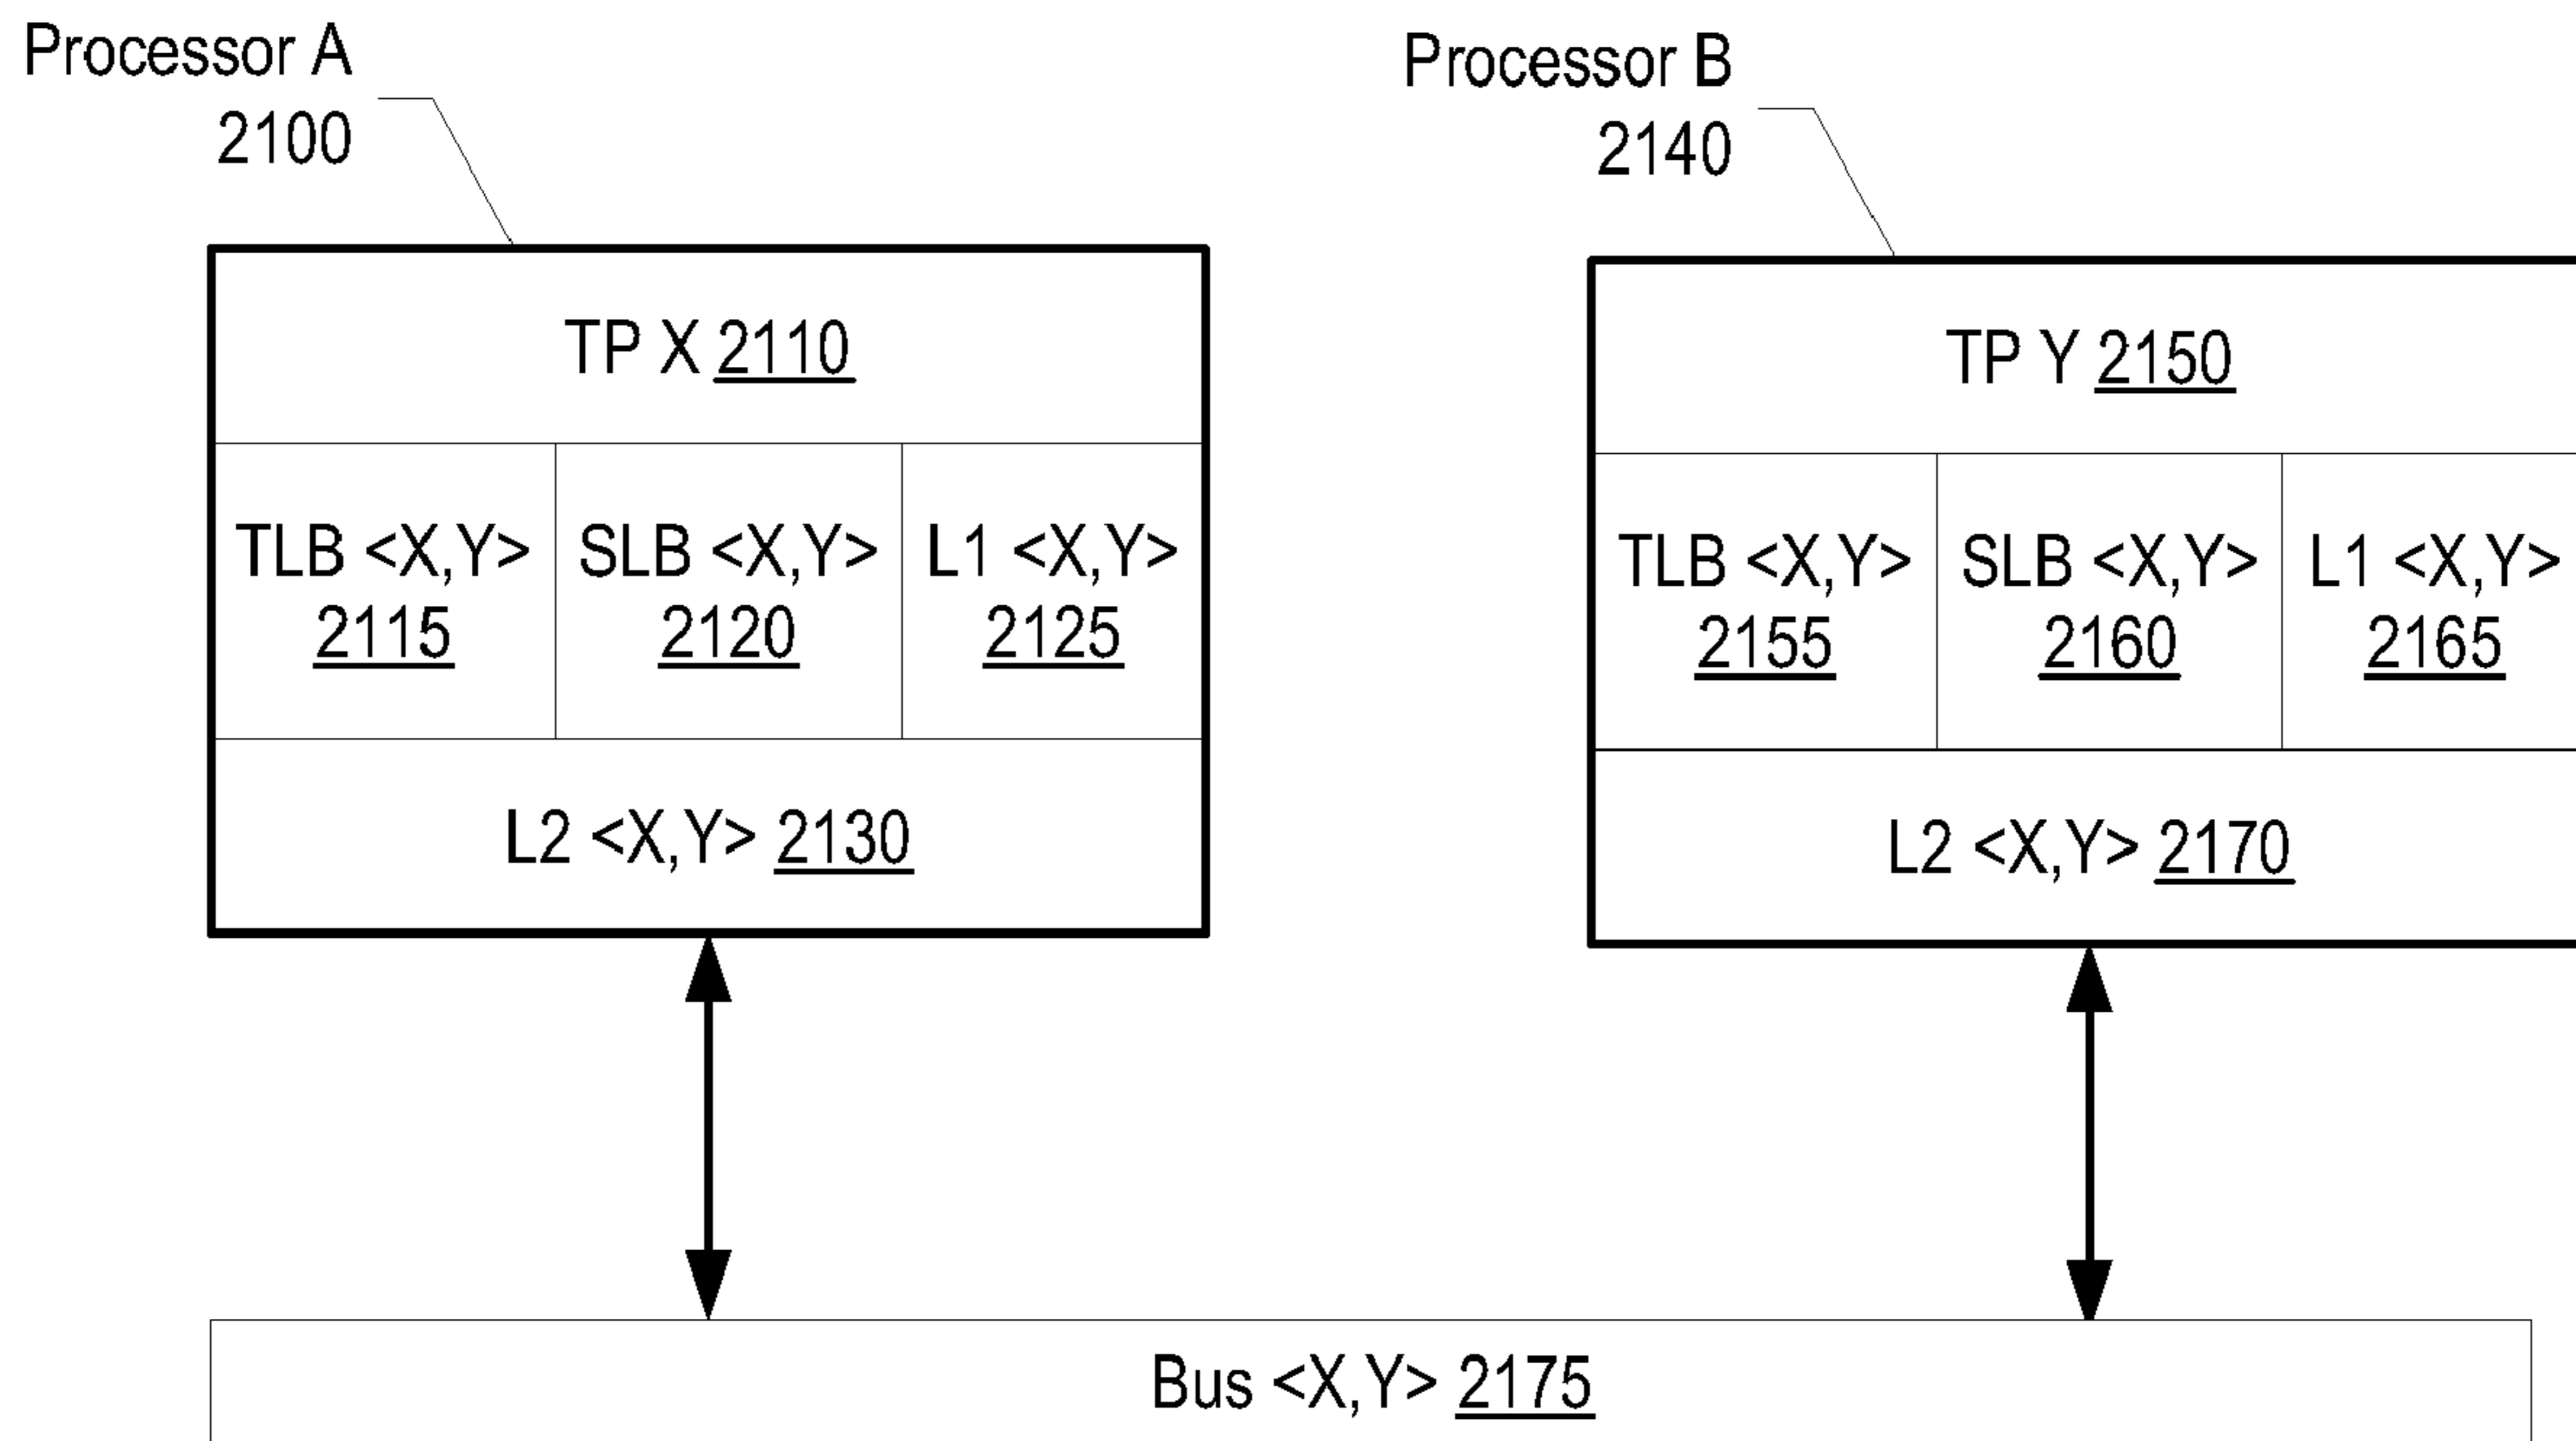 Processor A
2100
TP X 2110
TLB <X,Y>
2115
SLB <X,Y>
2120
L1 <X,Y>
2125
L2 <X,Y> 2130
Processor B
2140
TP Y 2150
TLB <X,Y>
2155
SLB <X,Y>
2160
L1 <X,Y>
2165
L2 <X,Y> 2170
Bus <X,Y> 2175